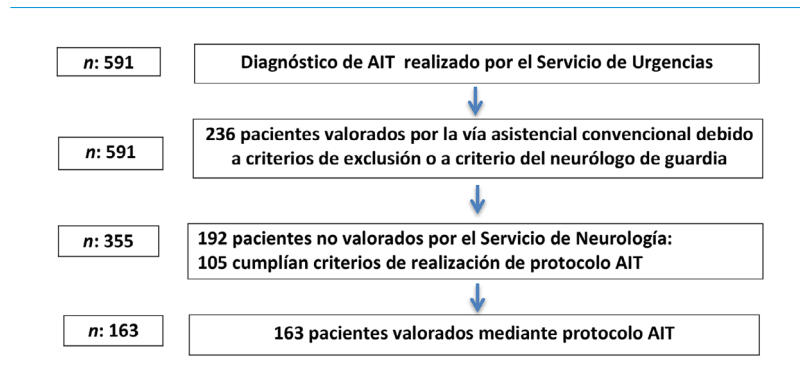 n: 591
Diagnóstico de AIT realizado por el Servicio de Urgencias
n: 591
236 pacientes valorados por la vía asistencial convencional debido
a criterios de exclusión o a criterio del neurólogo de guardia
n: 355
192 pacientes no valorados por el Servicio de Neurología:
105 cumplían criterios de realización de protocolo AIT
n: 163
163 pacientes valorados mediante protocolo AIT